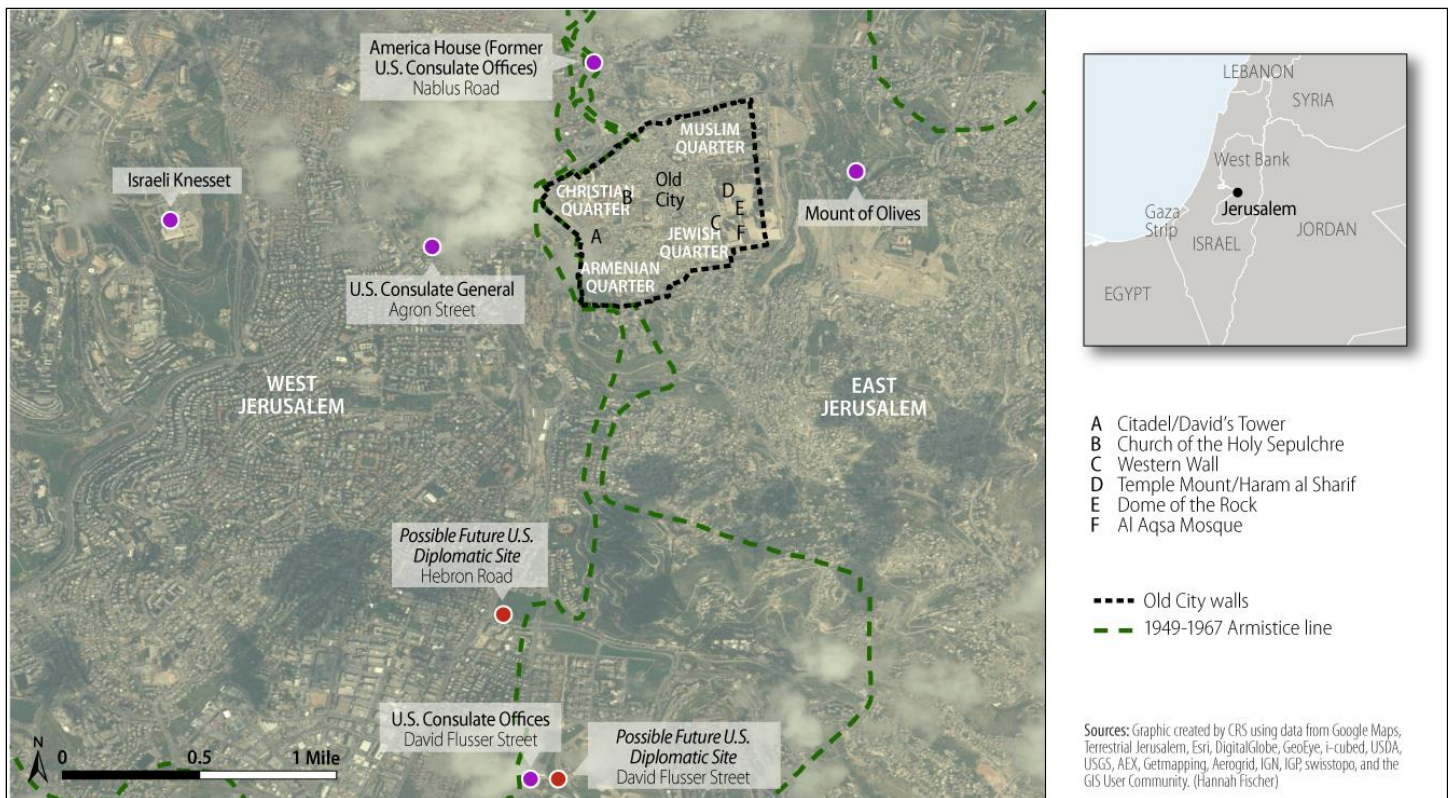 America House (Former
U.S. Consulate Offices)
Nablus Road
Israeli Knesset
U.S. Consulate General
Agron Street
MUSLIM
QUARTER
CHRISTIAN
QUARTER
Old
City
JEWISH
QUARTER
ARMENIAN
QUARTER
A
B
C
D
E
F
Mount of Olives
WEST
JERUSALEM
EAST
JERUSALEM
Possible Future U.S.
Diplomatic Site
Hebron Road
U.S. Consulate Offices
David Flusser Street
Possible Future U.S.
Diplomatic Site
David Flusser Street
N
0 0.5 1 Mile
LEBANON
SYRIA
West Bank
Jerusalem
Gaza
Strip
ISRAEL
JORDAN
EGYPT
A Citadel/David's Tower
B Church of the Holy Sepulchre
C Western Wall
D Temple Mount/Haram al Sharif
E Dome of the Rock
F Al Aqsa Mosque
Old City walls
1949-1967 Armistice line
Sources: Graphic created by CRS using data from Google Maps,
Terrestrial Jerusalem, Esri, DigitalGlobe, GeoEye, i-cubed, USDA,
USGS, AEX, Getmapping, Aerogrid, IGN, IGP, swisstopo, and the
GIS User Community. (Hannah Fischer)